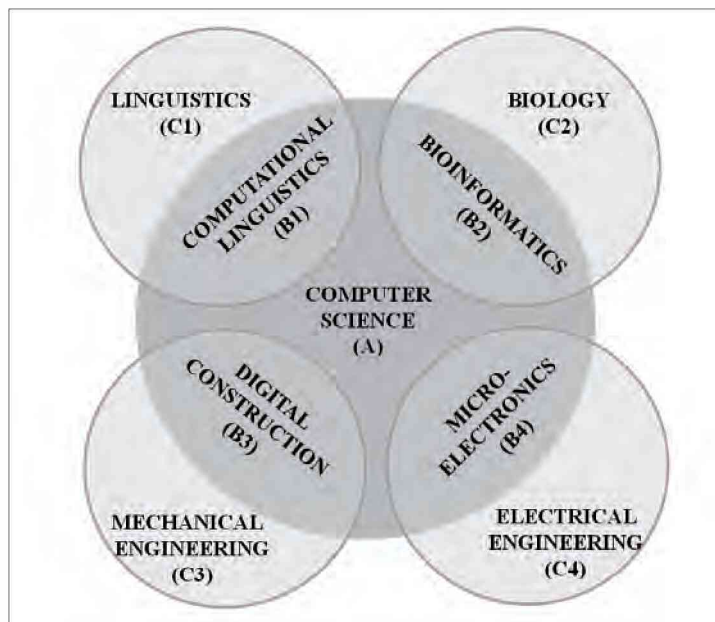 LINGUISTICS
(C1)
BIOLOGY
(C2)
COMPUTATIONAL
LINGUISTICS
(B1)
BIOINFORMATICS
(B2)
COMPUTER
SCIENCE
(A)
DIGITAL
CONSTRUCTION
(B3)
MICRO-
ELECTRONICS
(B4)
MECHANICAL
ENGINEERING
(C3)
ELECTRICAL
ENGINEERING
(C4)